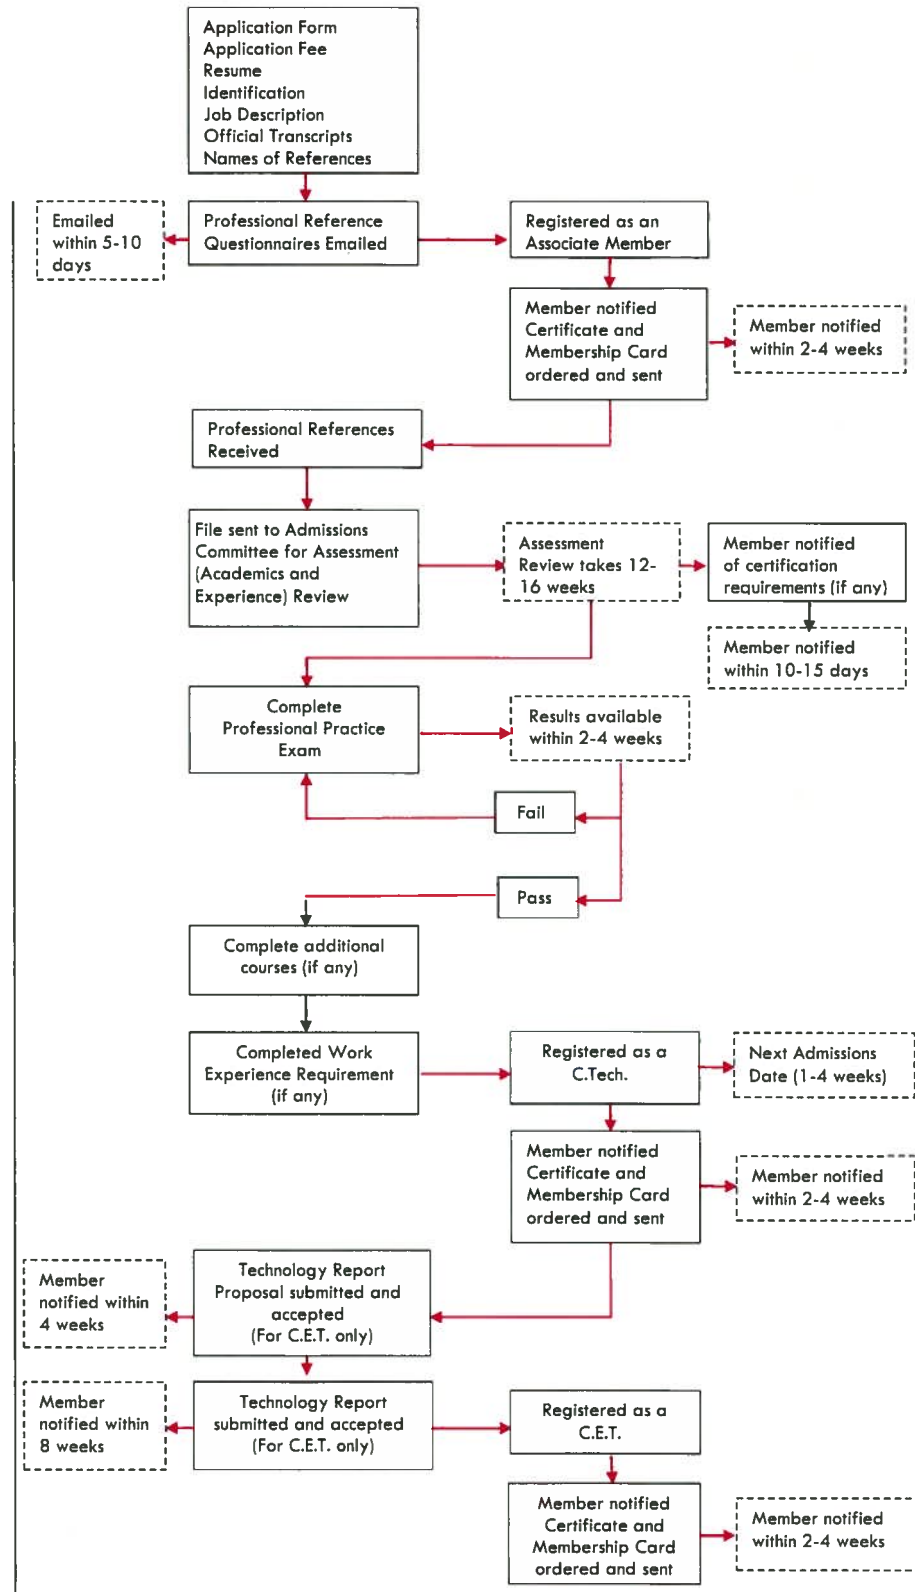 Application Form
Application Fee
Resume
Identification
Job Description
Official Transcripts
Names of References
Emailed
within 5-10
days
Professional Reference
Questionnaires Emailed
Registered as an
Associate Member
Member notified
Certificate and
Membership Card
ordered and sent
Member notified
within 2-4 weeks
Professional References
Received
File sent to Admissions
Committee for Assessment
(Academics and
Experience) Review
Assessment
Review takes 12-
16 weeks
Member notified
of certification
requirements (if any)
Member notified
within 10-15 days
Complete
Professional Practice
Exam
Results available
within 2-4 weeks
Fail
Pass
Complete additional
courses (if any)
Completed Work
Experience Requirement
(if any)
Registered as a
C.Tech.
Next Admissions
Date (1-4 weeks)
Member notified
Certificate and
Membership Card
ordered and sent
Member notified
within 2-4 weeks
Member
notified within
4 weeks
Technology Report
Proposal submitted and
accepted
(For C.E.T. only)
Member
notified within
8 weeks
Technology Report
submitted and accepted
(For C.E.T. only)
Registered as a
C.E.T.
Member notified
Certificate and
Membership Card
ordered and sent
Member notified
within 2-4 weeks